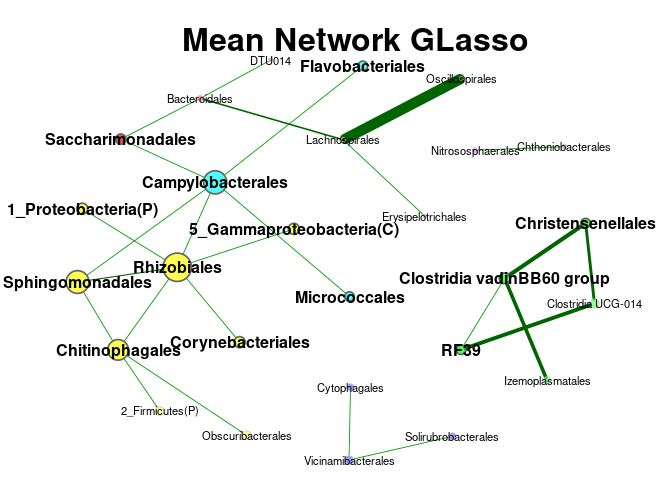 Mean Network GLasso
DTU014
Flavobacteriales
Oscillospirales
Bacteroidales
Saccharimonadales
Lachnospirales
Nitrososphaerales
Chthoniobacterales
Campylobacterales
1_Proteobacteria(P)
Erysipelotrichales
5_Gammaproteobacteria(C)
Christensenellales
Rhizobiales
Sphingomonadales
Clostridia vadinBB60 group
Micrococcales
Clostridia UCG-014
Corynebacteriales
Chitinophagales
RF39
Izemoplasmatales
Cytophagales
2_Firmicutes(P)
Obscuribacterales
Solirubrobacterales
Vicinamibacterales